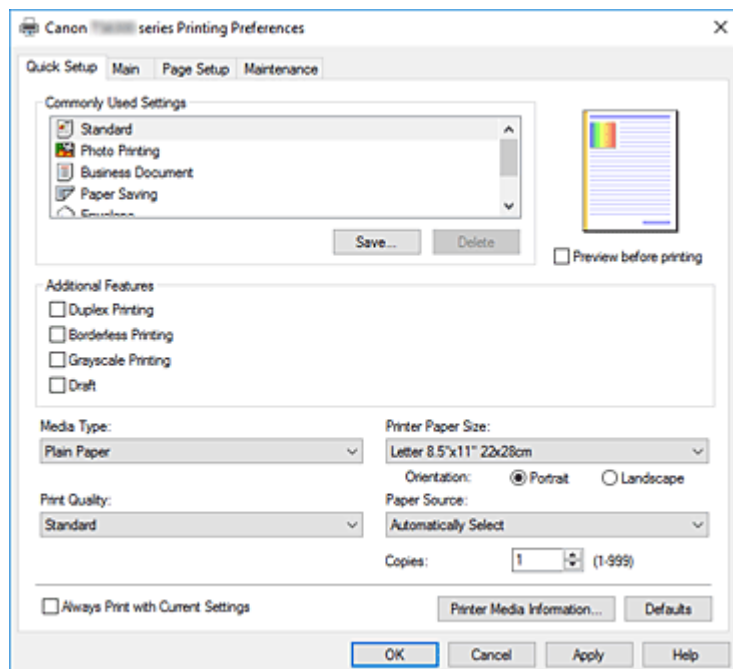 Canon series Printing Preferences
Quick Setup Main Page Setup Maintenance
Commonly Used Settings
Standard
Photo Printing
Business Document
Paper Saving
Envelope
Save... Delete
Preview before printing
Additional Features
Duplex Printing
Borderless Printing
Grayscale Printing
Draft
Media Type: Printer Paper Size:
Plain Paper Letter 8.5"x11" 22x28cm
Orientation: Portrait Landscape
Print Quality: Paper Source:
Standard Automatically Select
Copies: 1 (1-999)
Always Print with Current Settings Printer Media Information... Defaults
OK Cancel Apply Help